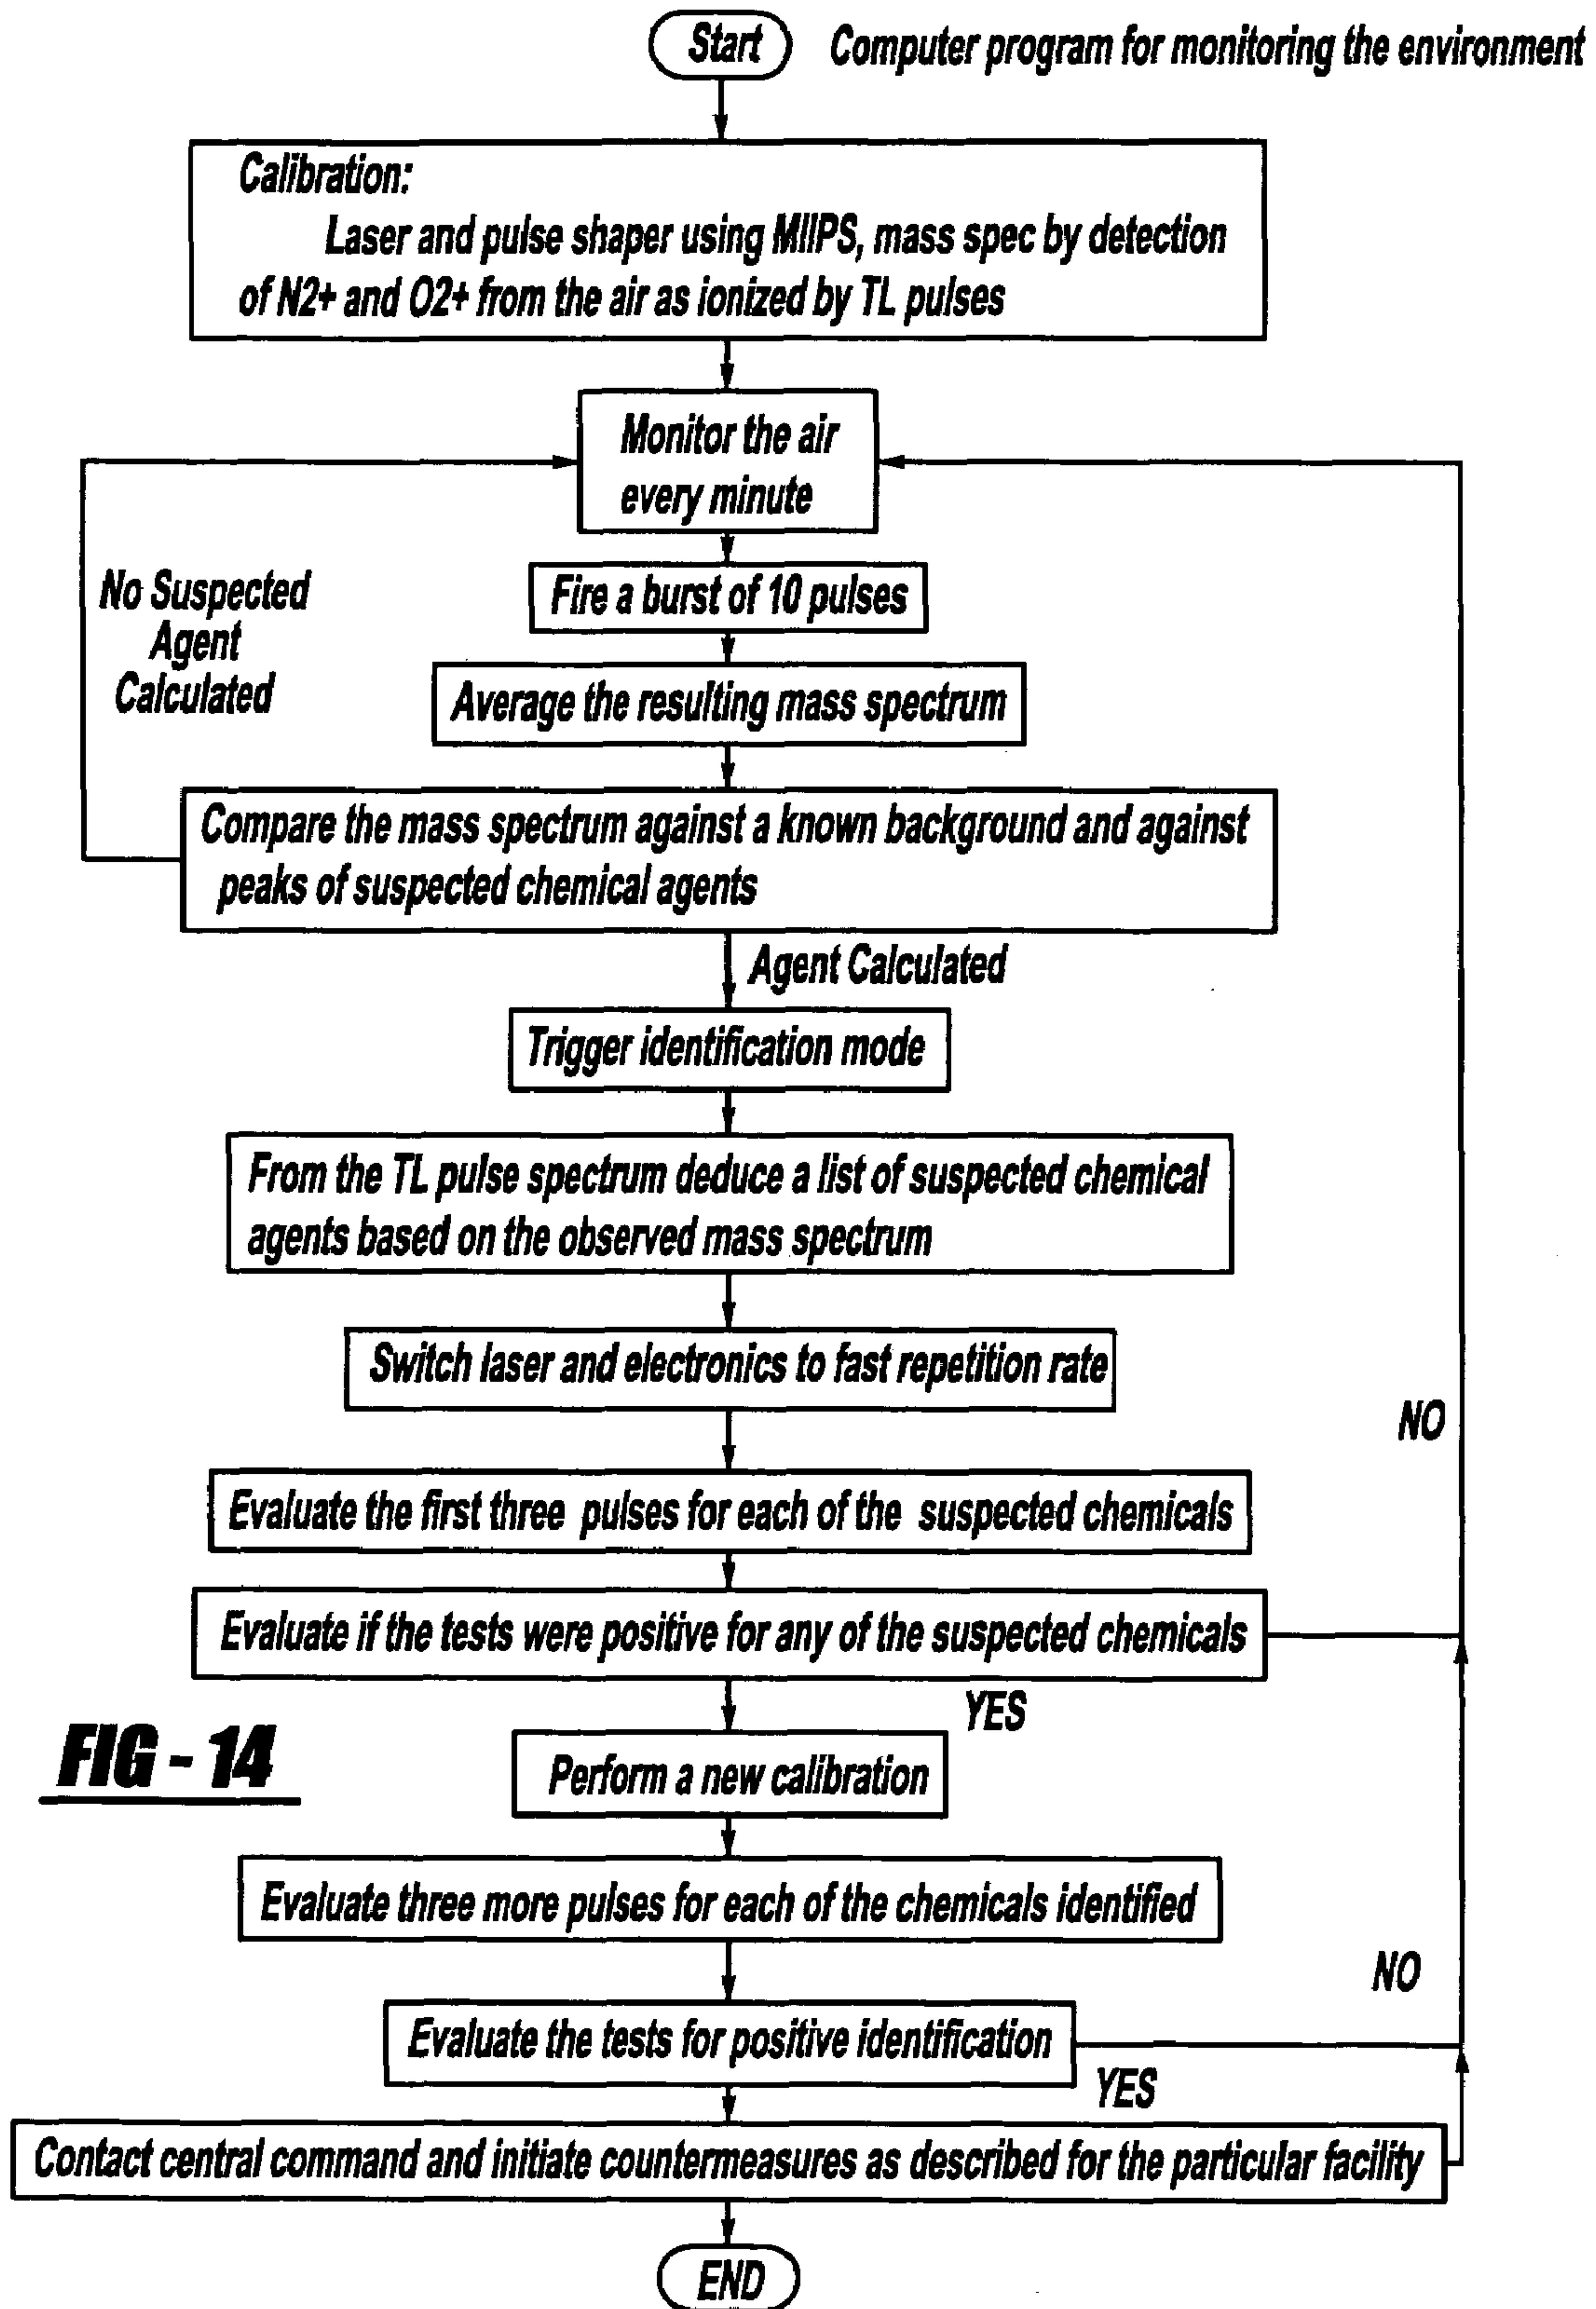 Start
Computer program for monitoring the environment
Calibration:
Laser and pulse shaper using MIIPS, mass spec by detection
of N2+ and O2+ from the air as ionized by TL pulses
Monitor the air
every minute
No Suspected
Agent
Calculated
Fire a burst of 10 pulses
Average the resulting mass spectrum
Compare the mass spectrum against a known background and against
peaks of suspected chemical agents
Agent Calculated
Trigger identification mode
From the TL pulse spectrum deduce a list of suspected chemical
agents based on the observed mass spectrum
Switch laser and electronics to fast repetition rate
NO
Evaluate the first three pulses for each of the suspected chemicals
Evaluate if the tests were positive for any of the suspected chemicals
YES
FIG - 14
Perform a new calibration
Evaluate three more pulses for each of the chemicals identified
NO
Evaluate the tests for positive identification
YES
Contact central command and initiate countermeasures as described for the particular facility
END